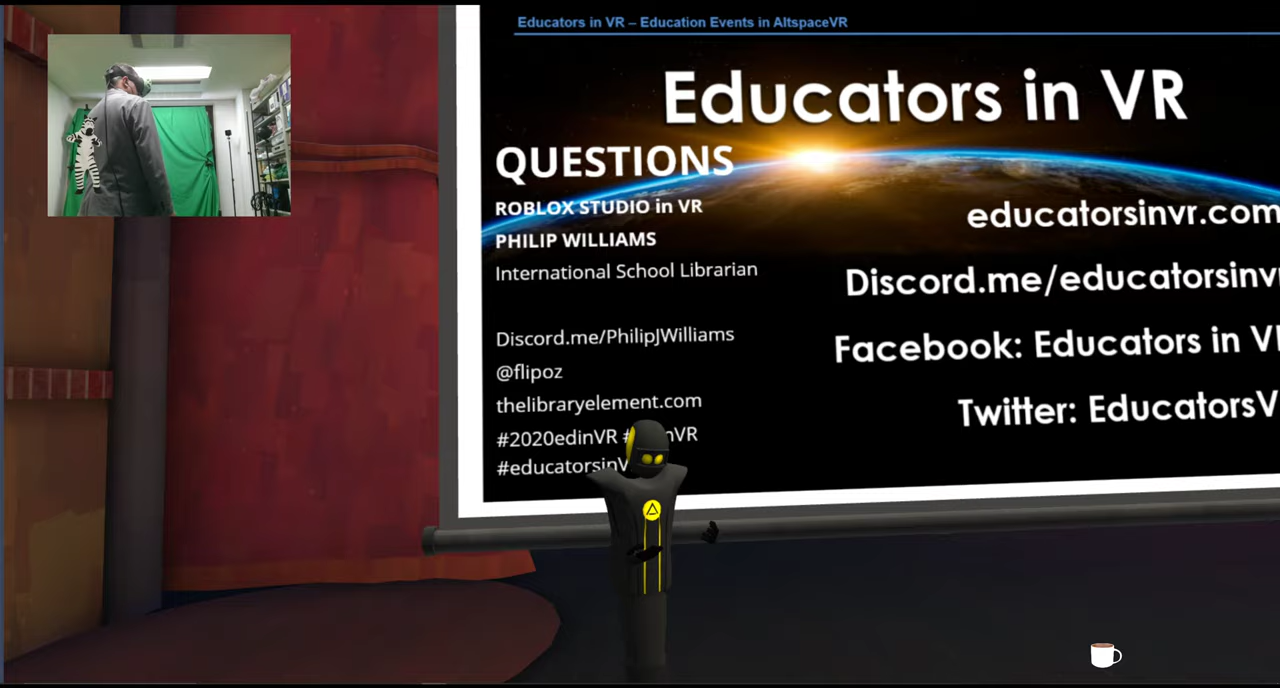 Educators in VR – Education Events in AltspaceVR
Educators in VR
QUESTIONS
ROBLOX STUDIO in VR
PHILIP WILLIAMS
International School Librarian
Discord.me/PhilipJWilliams
@flipoz
thelibraryelement.com
#2020edinVR
#educatorsinV
educatorsinvr.com
Discord.me/educatorsinvr
Facebook: Educators in V
Twitter: EducatorsV